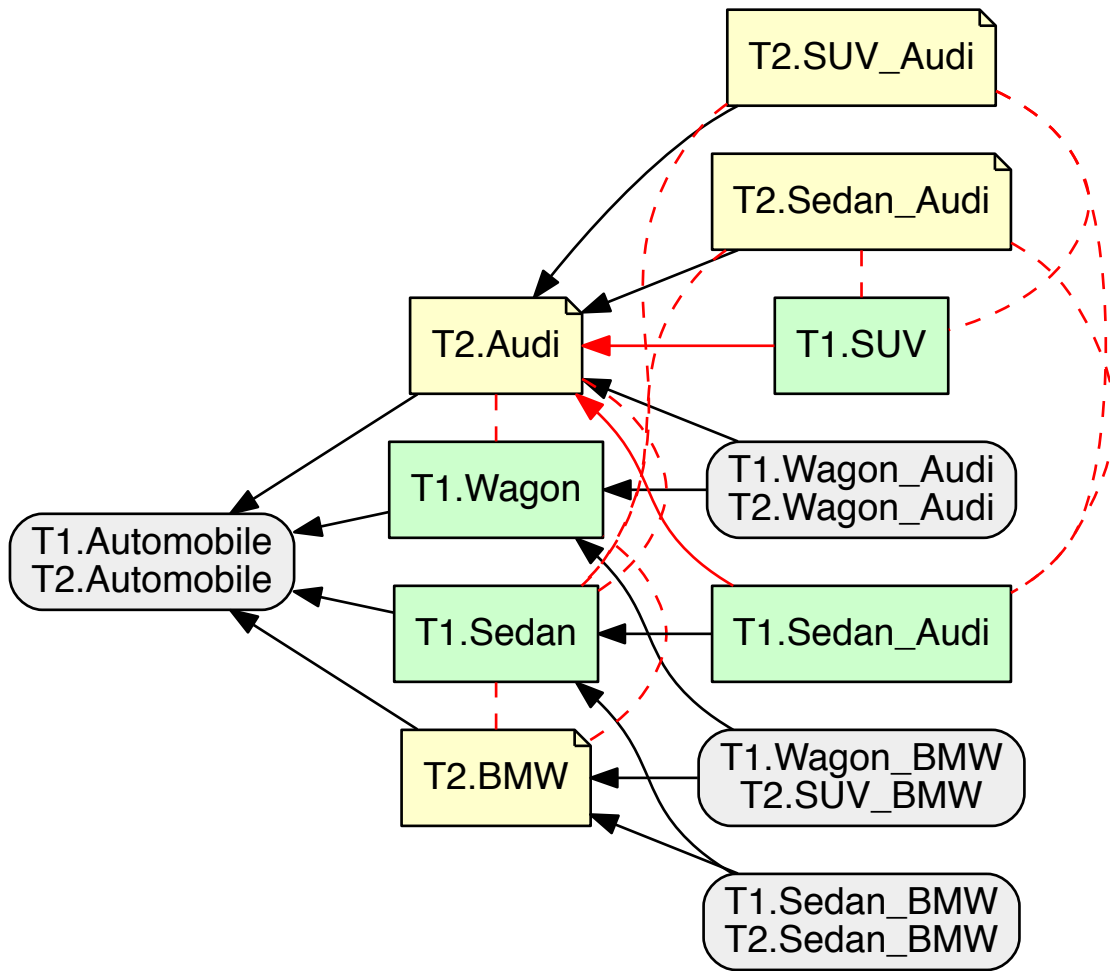 T2.SUV_Audi
T2.Sedan_Audi
T2.Audi
T1.SUV
T1.Wagon
T1.Wagon_Audi
T2.Wagon_Audi
T1.Automobile
T2.Automobile
T1.Sedan
T1.Sedan_Audi
T2.BMW
T1.Wagon_BMW
T2.SUV_BMW
T1.Sedan_BMW
T2.Sedan_BMW